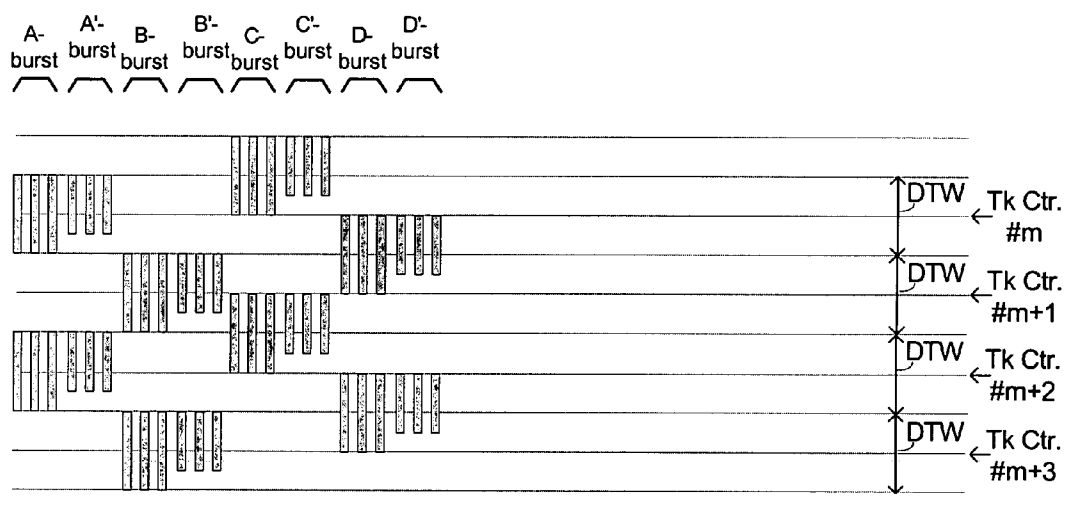 A-
burst
A'-
burst
B-
burst
B'-
burst
C-
burst
C'-
burst
D-
burst
D'-
burst
DTW
Tk Ctr.
#m
DTW
Tk Ctr.
#m+1
DTW
Tk Ctr.
#m+2
DTW
Tk Ctr.
#m+3